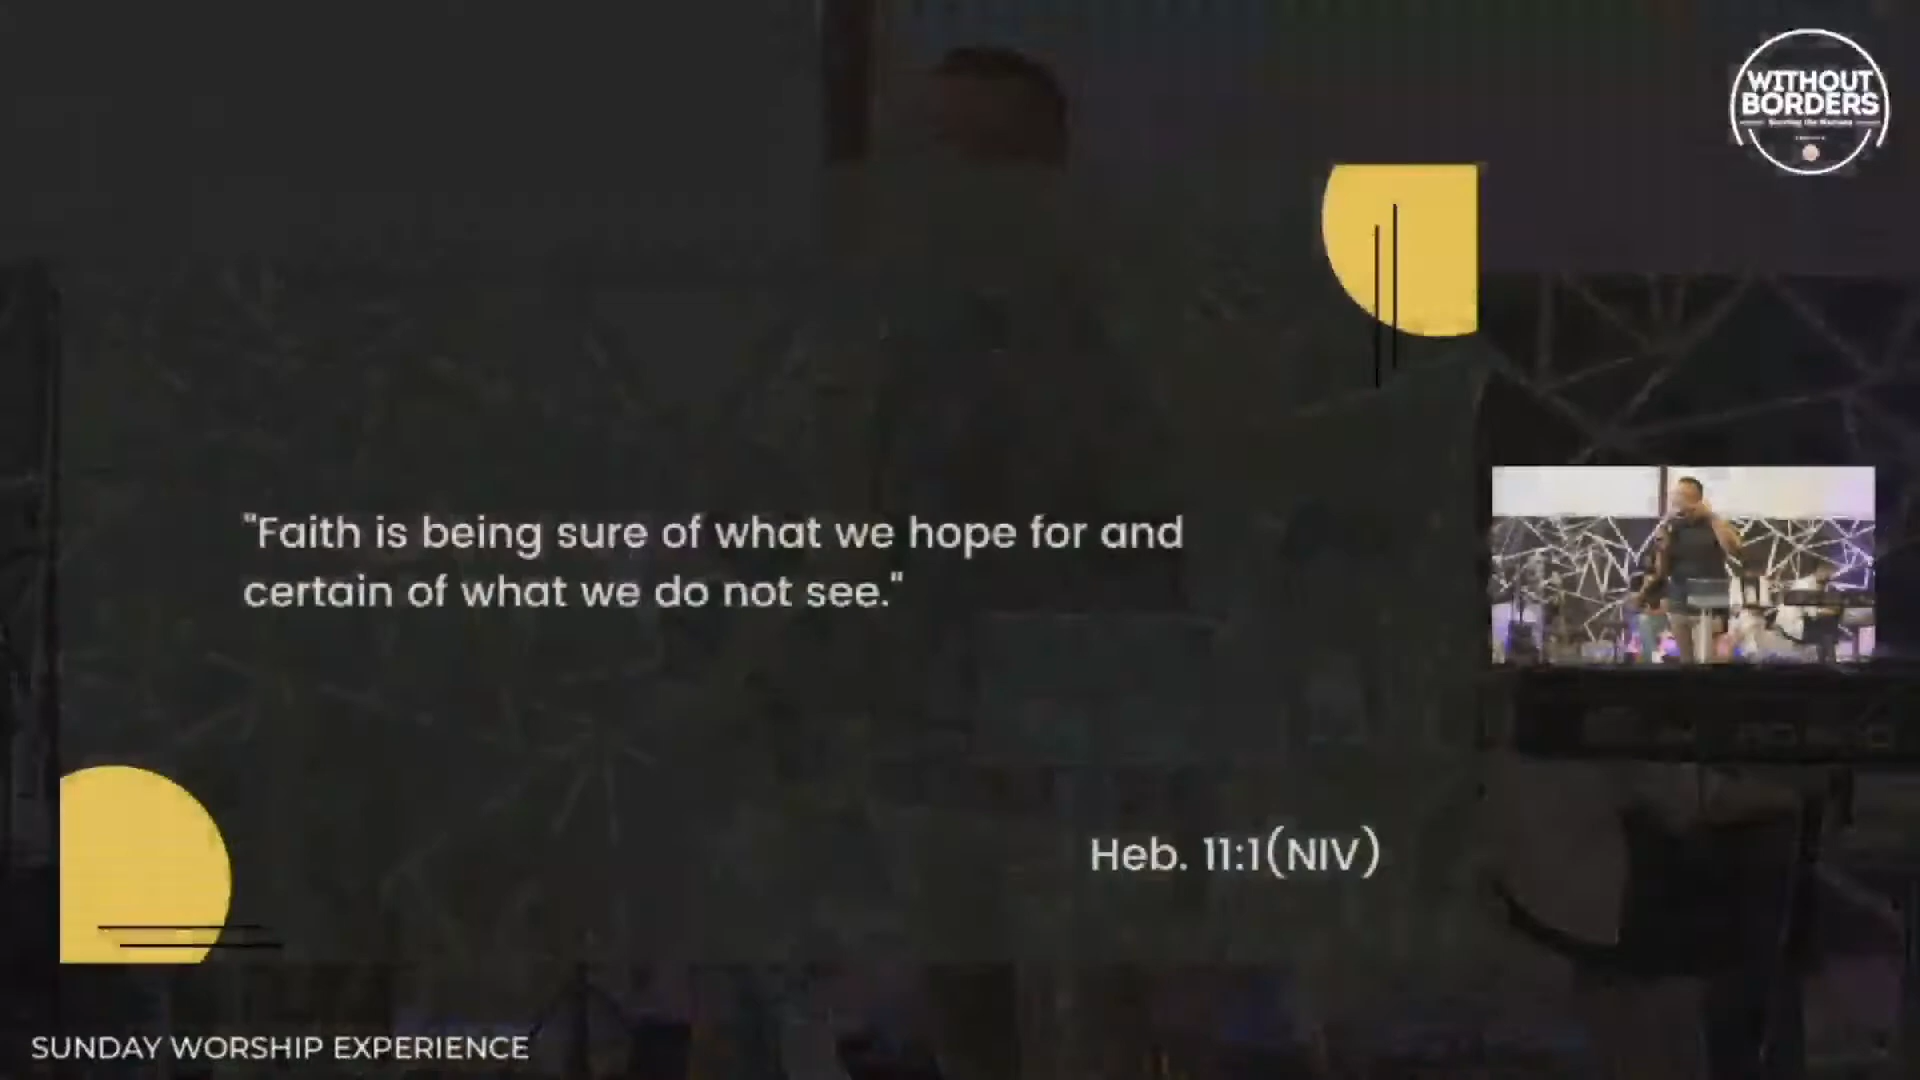 WITHOUT
BORDERS
"Faith is being sure of what we hope for and
certain of what we do not see."
Heb. 11:1(NIV)
SUNDAY WORSHIP EXPERIENCE